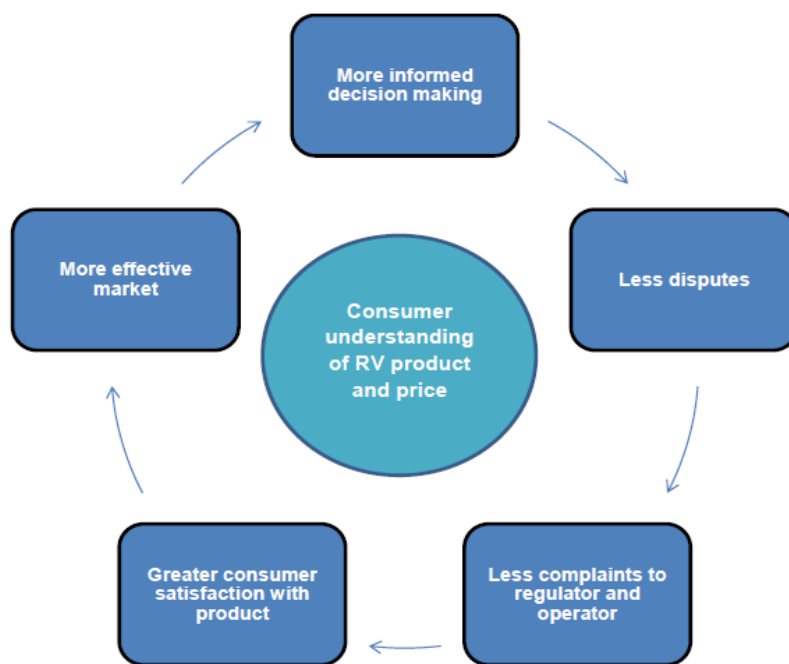 More informed
decision making
Less disputes
Less complaints to
regulator and
operator
Greater consumer
satisfaction with
product
More effective
market
Consumer
understanding
of RV product
and price